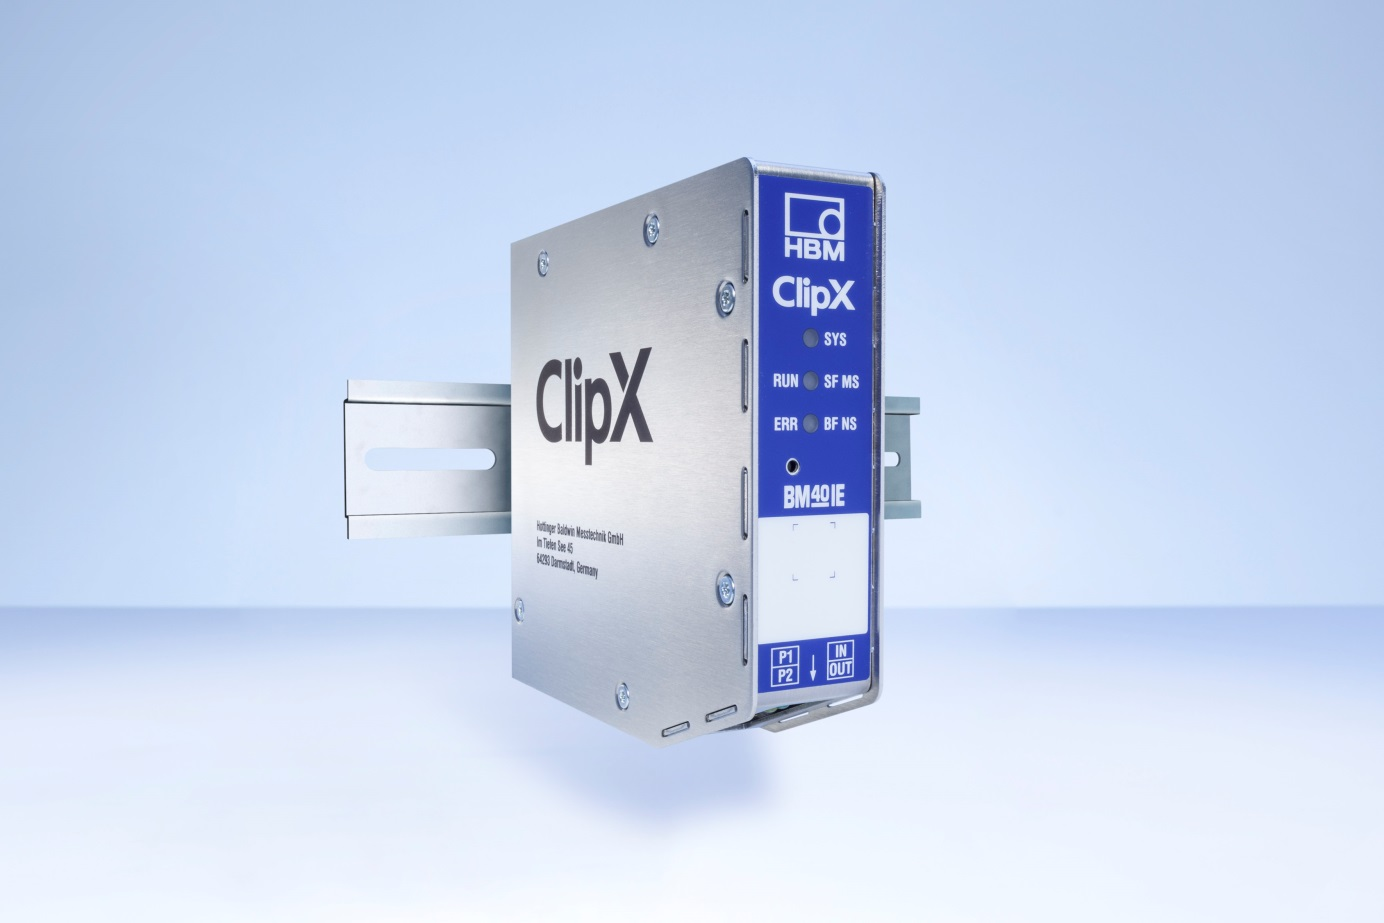 HBM
ClipX
SYS
RUN SF MS
ERR BF NS
BM40IE
P1 IN
P2 OUT
ClipX
Hottinger Baldwin Messtechnik GmbH
Im Tiefen See 45
64293 Darmstadt, Germany